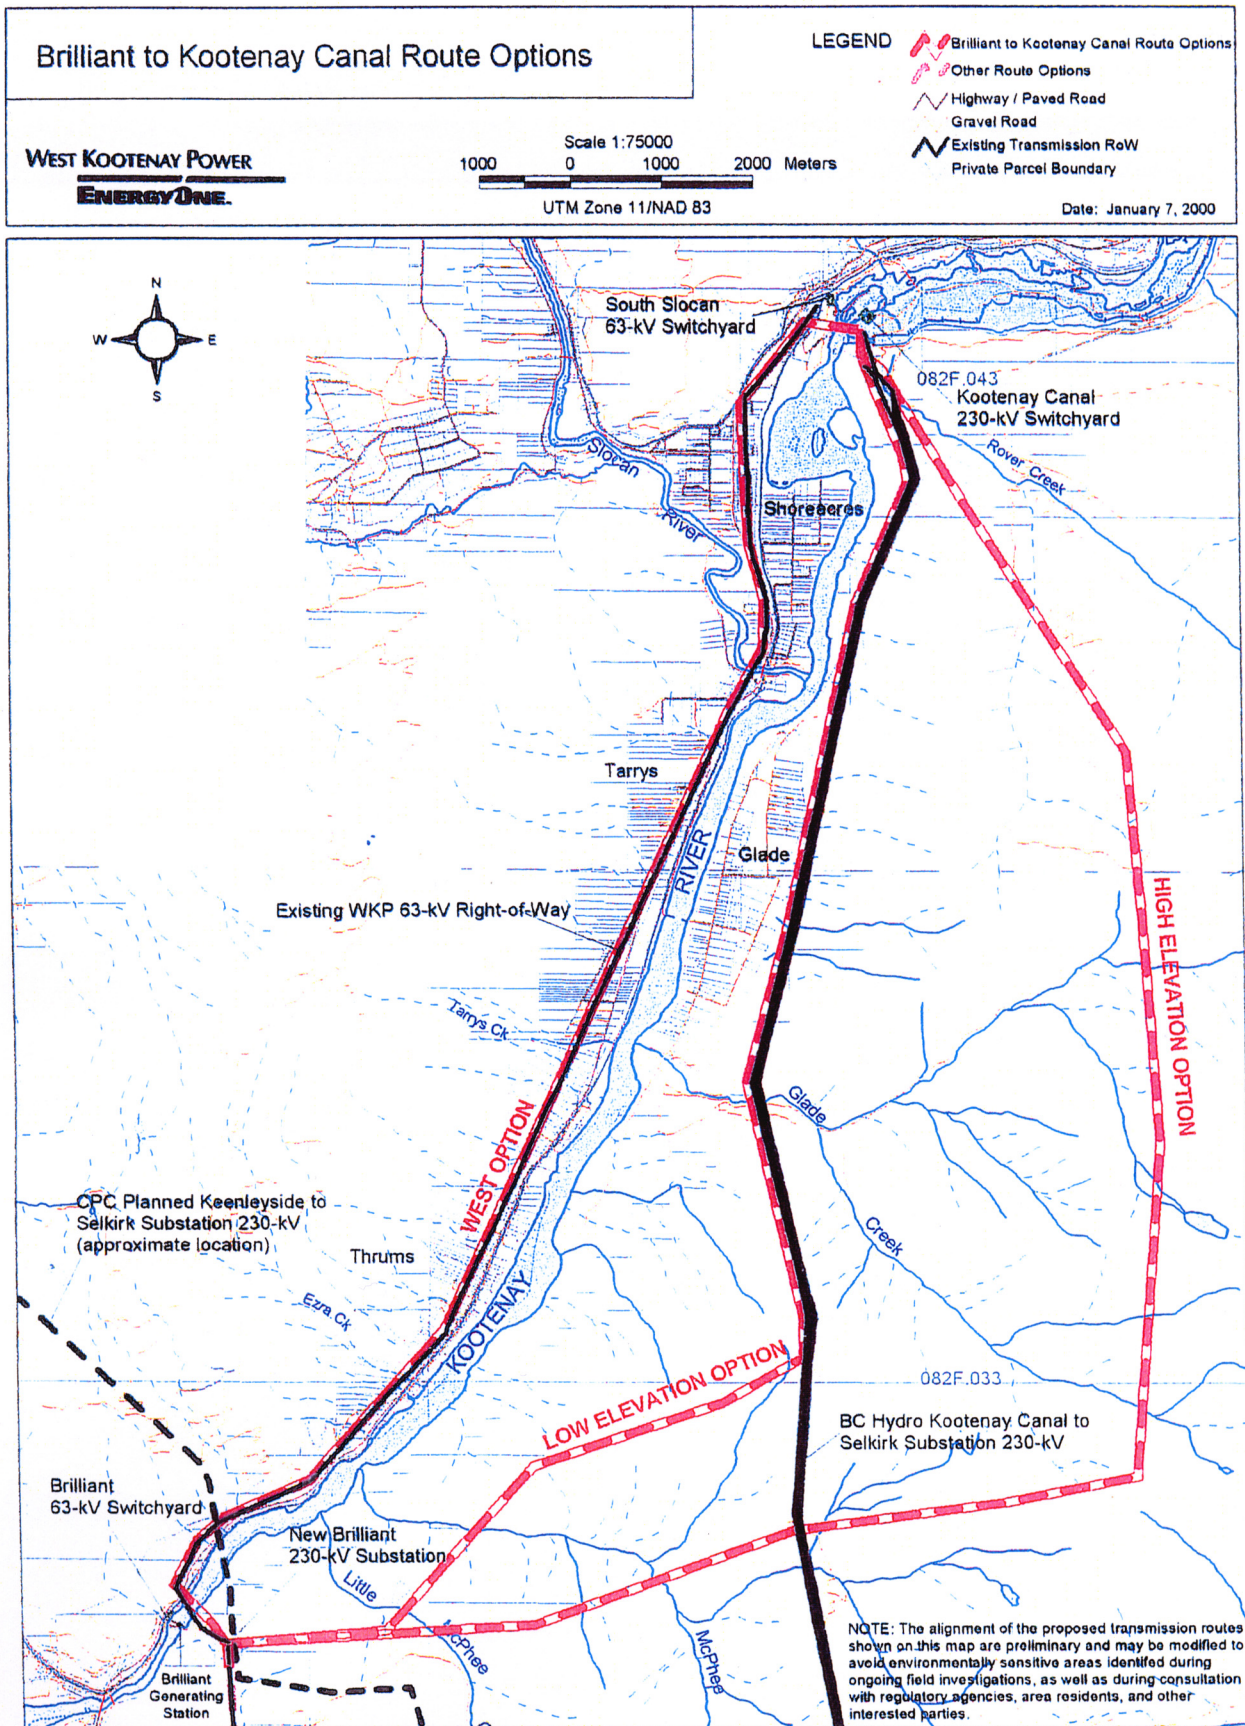 Brilliant to Kootenay Canal Route Options
LEGEND
Brilliant to Kootenay Canal Route Options
Other Route Options
Highway / Paved Road
Gravel Road
Existing Transmission RoW
Private Parcel Boundary
Date: January 7, 2000
WEST KOOTENAY POWER
ENERGYONE.
Scale 1:75000
1000 0 1000 2000 Meters
UTM Zone 11/NAD 83
N
W E
S
South Slocan
63-kV Switchyard
082F.043
Kootenay Canal
230-kV Switchyard
Rover Creek
Slocan
River
Shoreacres
Tarrys
RIVER
Glade
Existing WKP 63-kV Right-of-Way
HIGH ELEVATION OPTION
Tarrys Ck
Glade
WEST OPTION
CPC Planned Keenleyside to
Selkirk Substation 230-kV
(approximate location)
Creek
Thrums
Ezra Ck
KOOTENAY
LOW ELEVATION OPTION
082F.033
BC Hydro Kootenay Canal to
Selkirk Substation 230-kV
Brilliant
63-kV Switchyard
New Brilliant
230-kV Substation
Little
McPhee
McPhee
Brilliant
Generating
Station
NOTE: The alignment of the proposed transmission routes
shown on this map are preliminary and may be modified to
avoid environmentally sensitive areas identifed during
ongoing field investigations, as well as during consultation
with regulatory agencies, area residents, and other
interested parties.